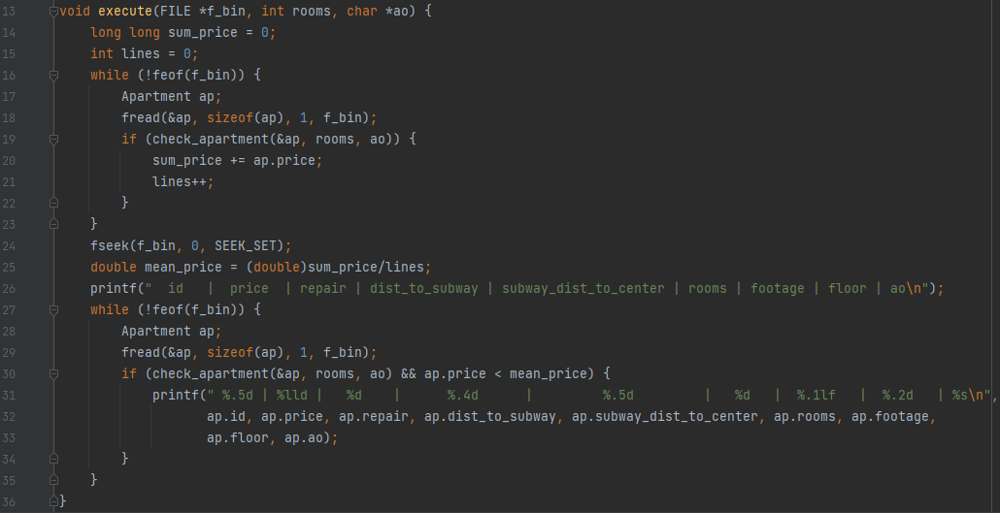 13 void execute(FILE *f_bin, int rooms, char *ao) {
14     long long sum_price = 0;
15     int lines = 0;
16     while (!feof(f_bin)) {
17         Apartment ap;
18         fread(&ap, sizeof(ap), 1, f_bin);
19         if (check_apartment(&ap, rooms, ao)) {
20             sum_price += ap.price;
21             lines++;
22         }
23     }
24     fseek(f_bin, 0, SEEK_SET);
25     double mean_price = (double)sum_price/lines;
26     printf("  id   |  price  | repair | dist_to_subway | subway_dist_to_center | rooms | footage | floor | ao\n");
27     while (!feof(f_bin)) {
28         Apartment ap;
29         fread(&ap, sizeof(ap), 1, f_bin);
30         if (check_apartment(&ap, rooms, ao) && ap.price < mean_price) {
31             printf(" %.5d | %lld |   %d    |      %.4d      |         %.5d         |   %d   |  %.1lf   |  %.2d   | %s\n",
32                    ap.id, ap.price, ap.repair, ap.dist_to_subway, ap.subway_dist_to_center, ap.rooms, ap.footage,
33                    ap.floor, ap.ao);
34         }
35     }
36 }